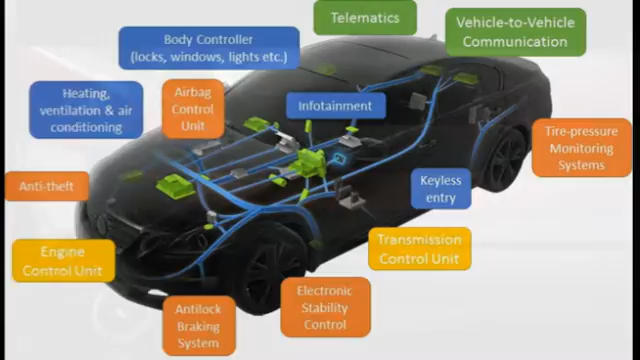 Telematics
Vehicle-to-Vehicle
Communication
Body Controller
(locks, windows, lights etc.)
Heating,
ventilation & air
conditioning
Airbag
Control
Unit
Infotainment
Tire-pressure
Monitoring
Systems
Anti-theft
Keyless
entry
Engine
Control Unit
Transmission
Control Unit
Antilock
Braking
System
Electronic
Stability
Control